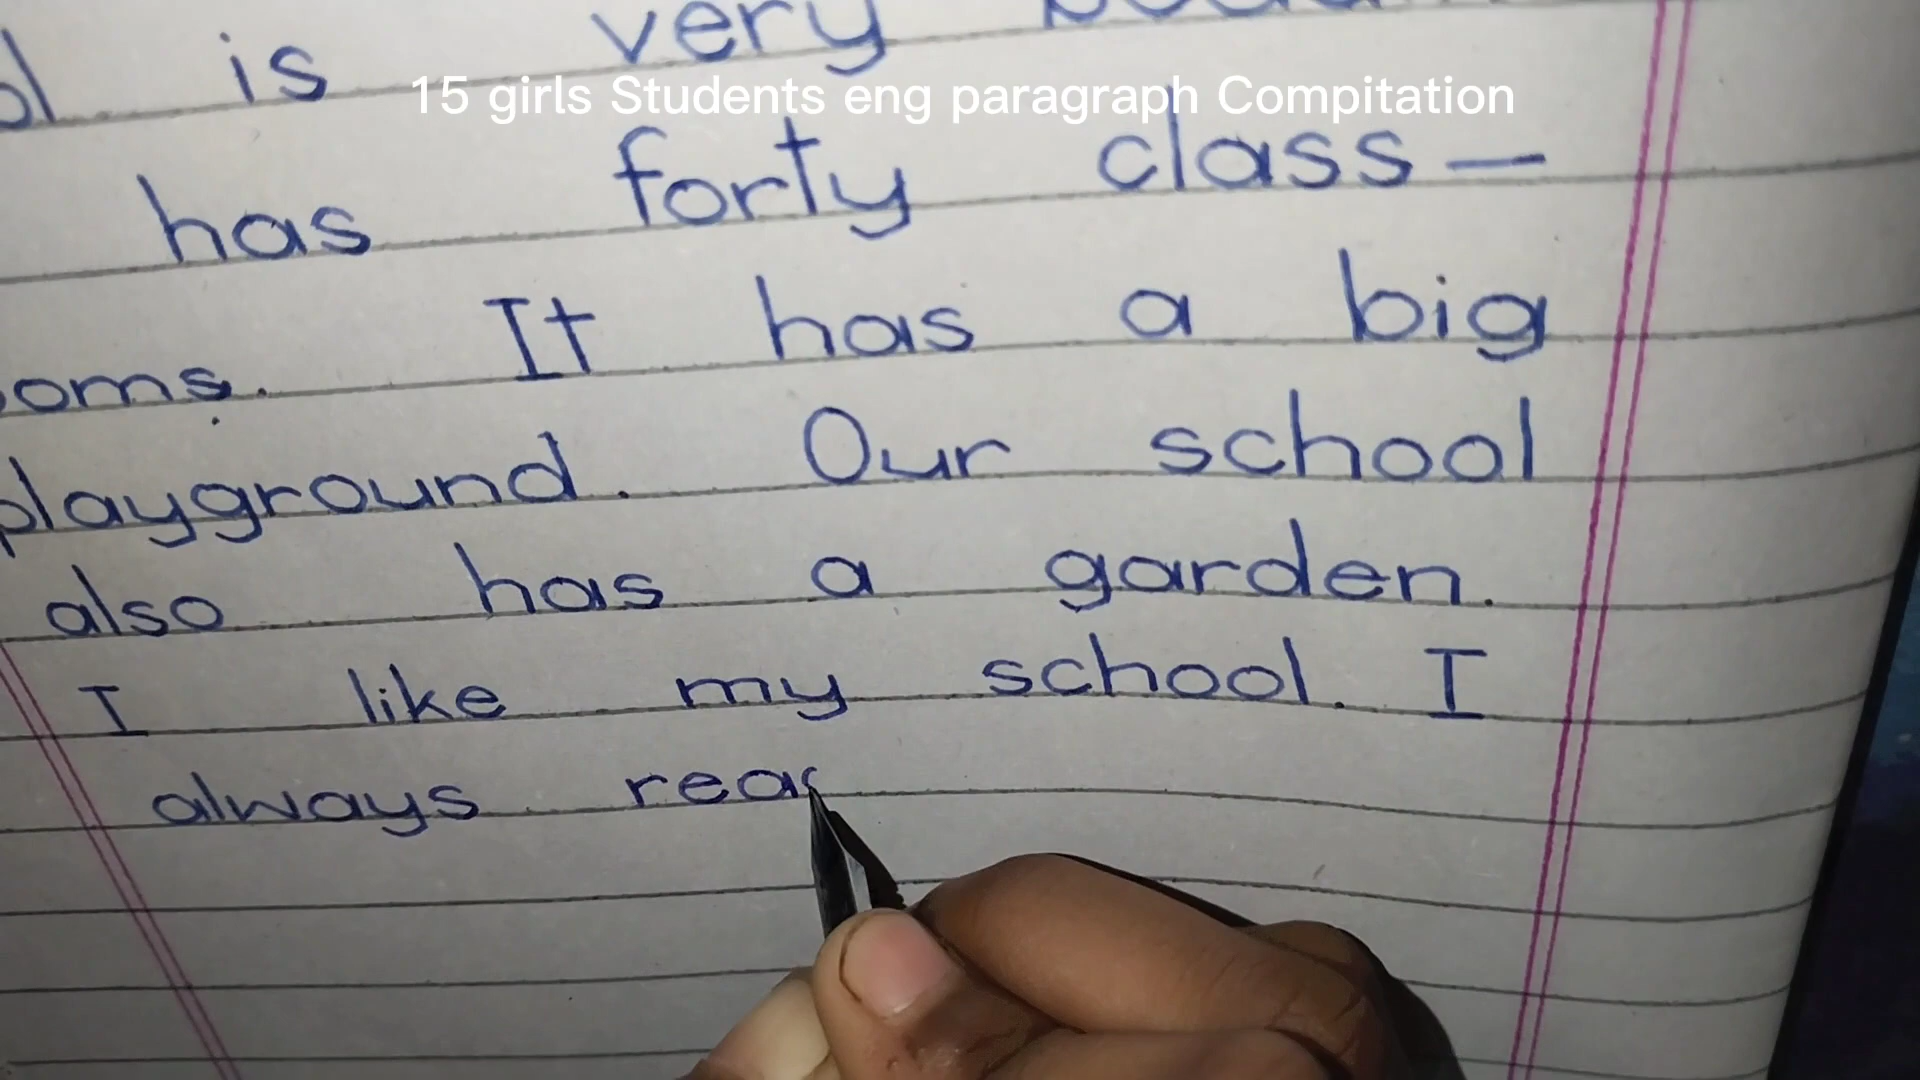 is very
15 girls Students eng paragraph Compitation
has forty class-
oms. It has a big
playground. Our school
also has a garden.
I like my school. I
always rea